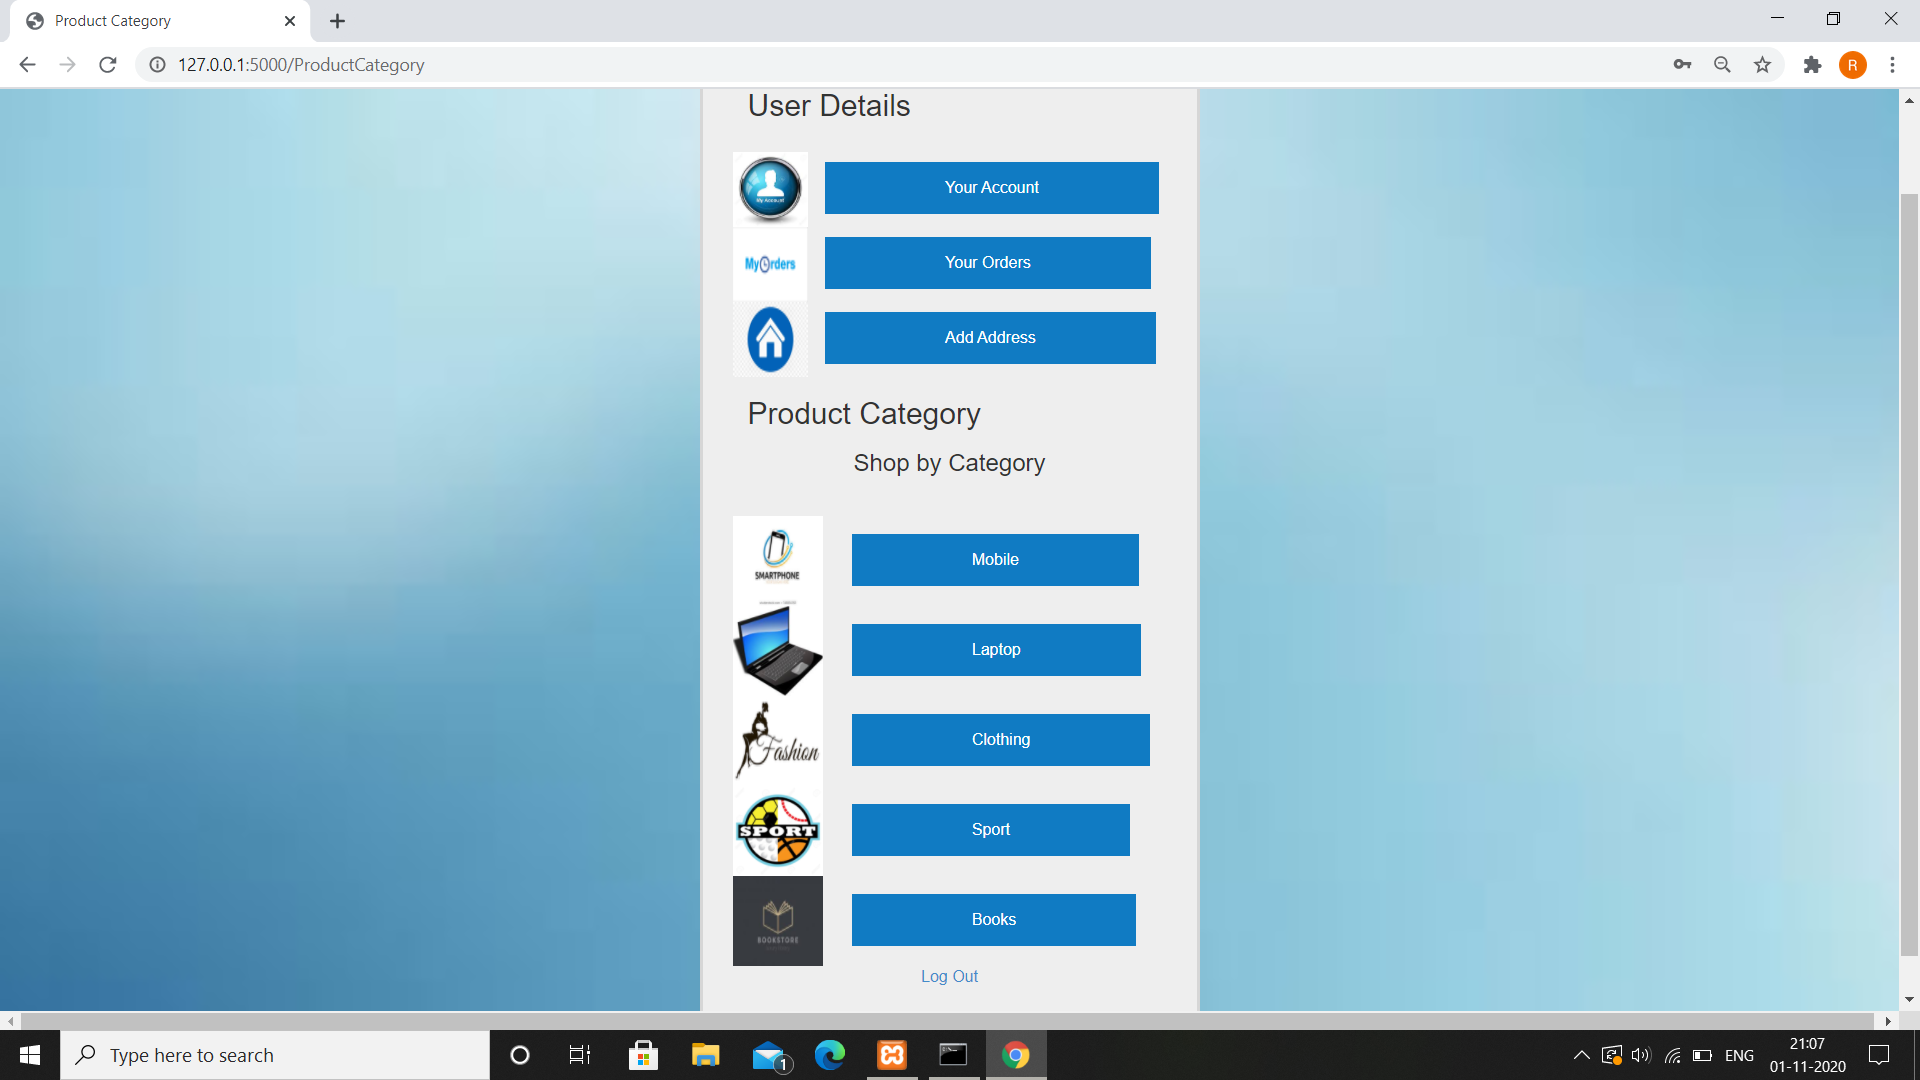 Product Category
127.0.0.1:5000/ProductCategory
R
User Details
My Account
Your Account
MyOrders
Your Orders
Add Address
Product Category
Shop by Category
SMARTPHONE
Mobile
Laptop
Fashion
Clothing
SPORT
Sport
BOOKSTORE
Books
Log Out
Type here to search
1
ENG
21:07
01-11-2020